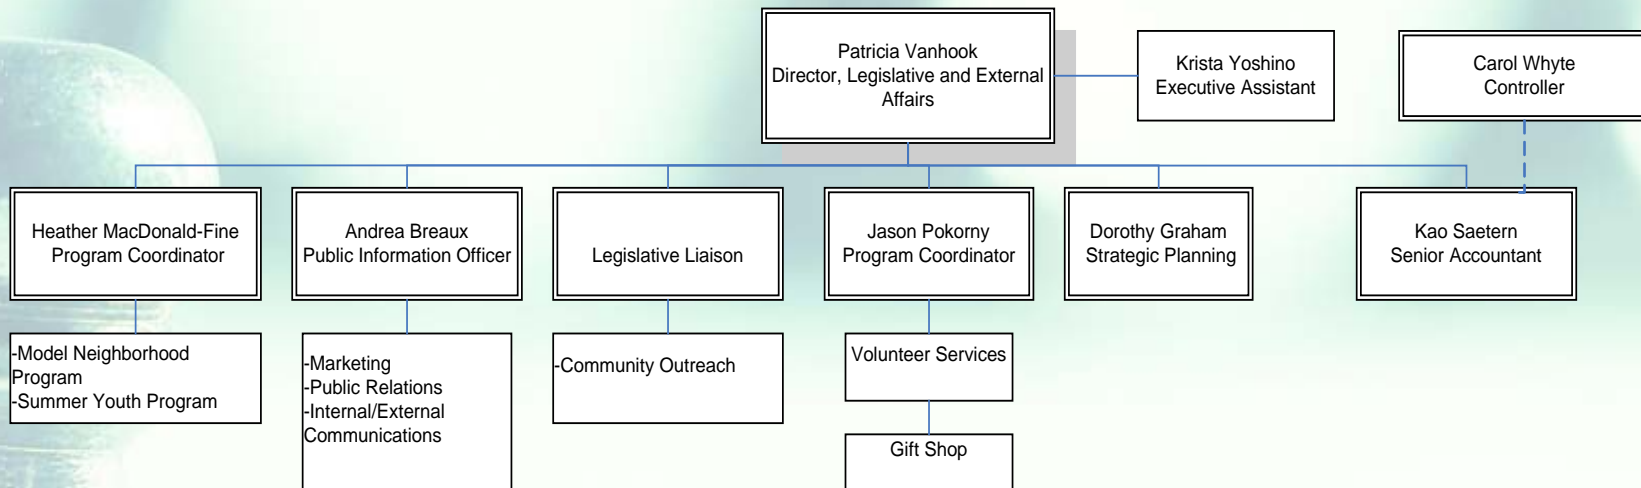 Patricia Vanhook
Director, Legislative and External
Affairs
Krista Yoshino
Executive Assistant
Carol Whyte
Controller
Heather MacDonald-Fine
Program Coordinator
Andrea Breaux
Public Information Officer
Legislative Liaison
Jason Pokorny
Program Coordinator
Dorothy Graham
Strategic Planning
Kao Saetern
Senior Accountant
-Model Neighborhood
Program
-Summer Youth Program
-Marketing
-Public Relations
-Internal/External
Communications
-Community Outreach
Volunteer Services
Gift Shop